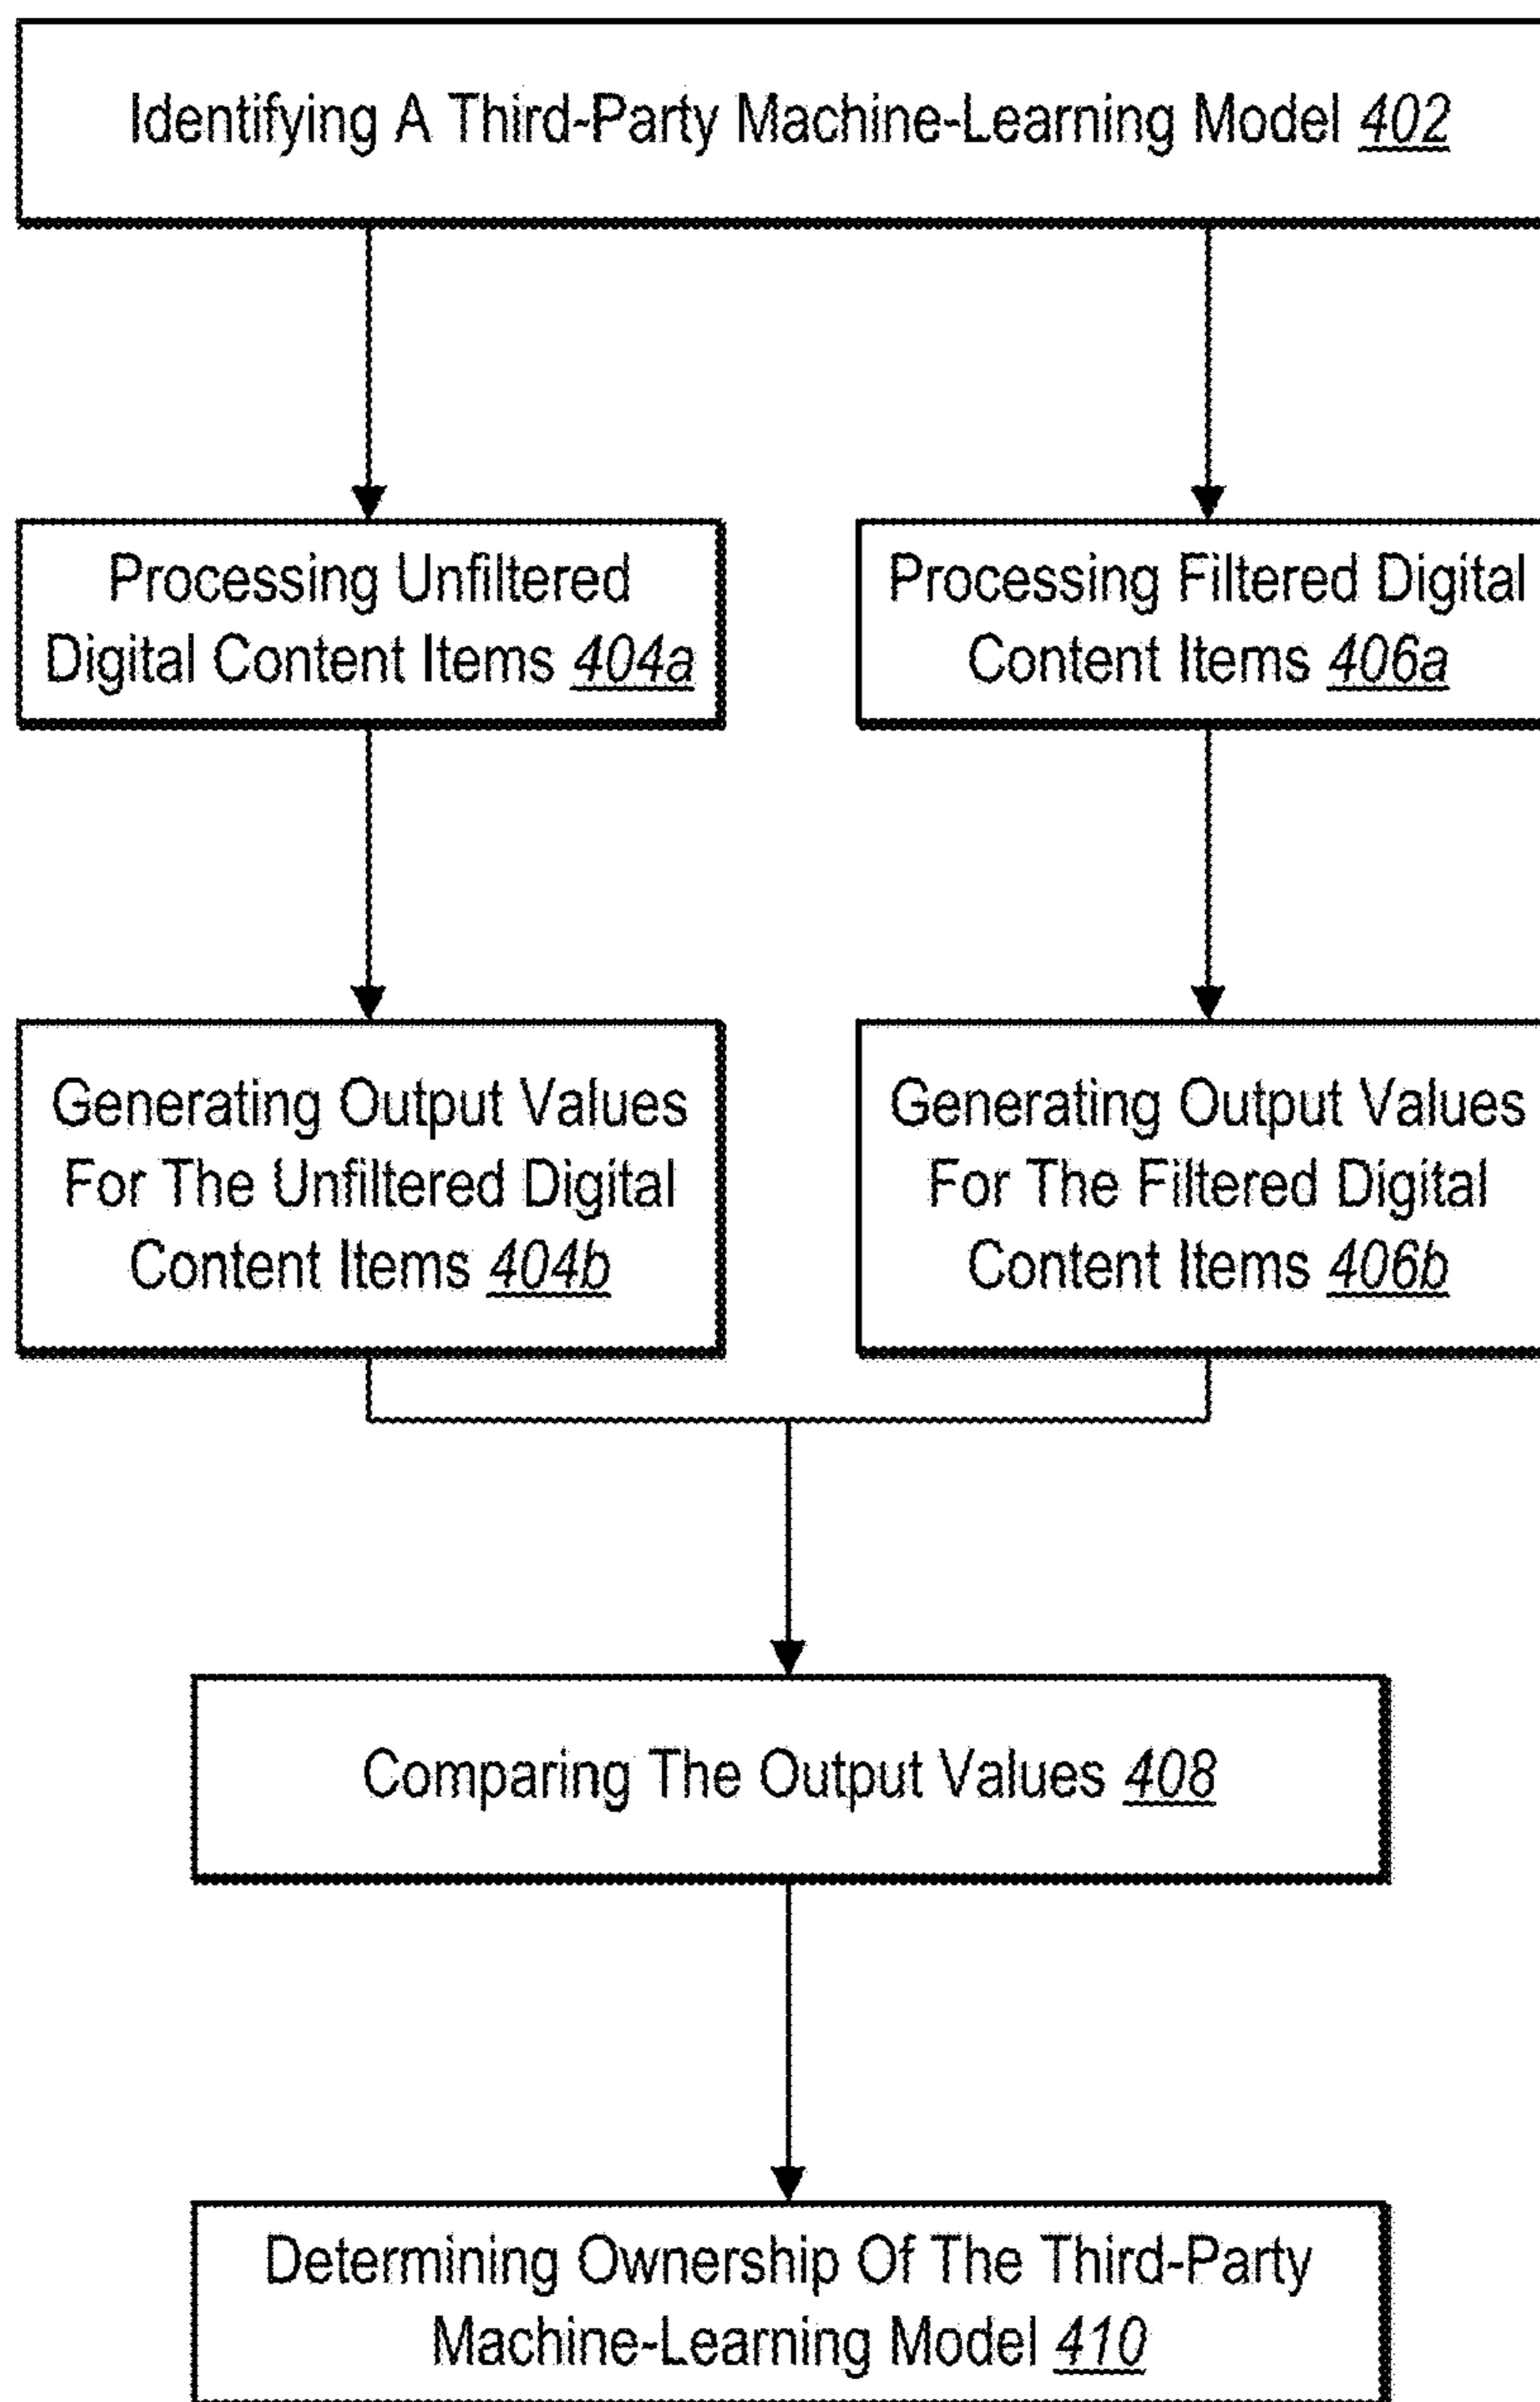 Identifying A Third-Party Machine-Learning Model 402
Processing Unfiltered
Digital Content Items 404a
Processing Filtered Digital
Content Items 406a
Generating Output Values
For The Unfiltered Digital
Content Items 404b
Generating Output Values
For The Filtered Digital
Content Items 406b
Comparing The Output Values 408
Determining Ownership Of The Third-Party
Machine-Learning Model 410